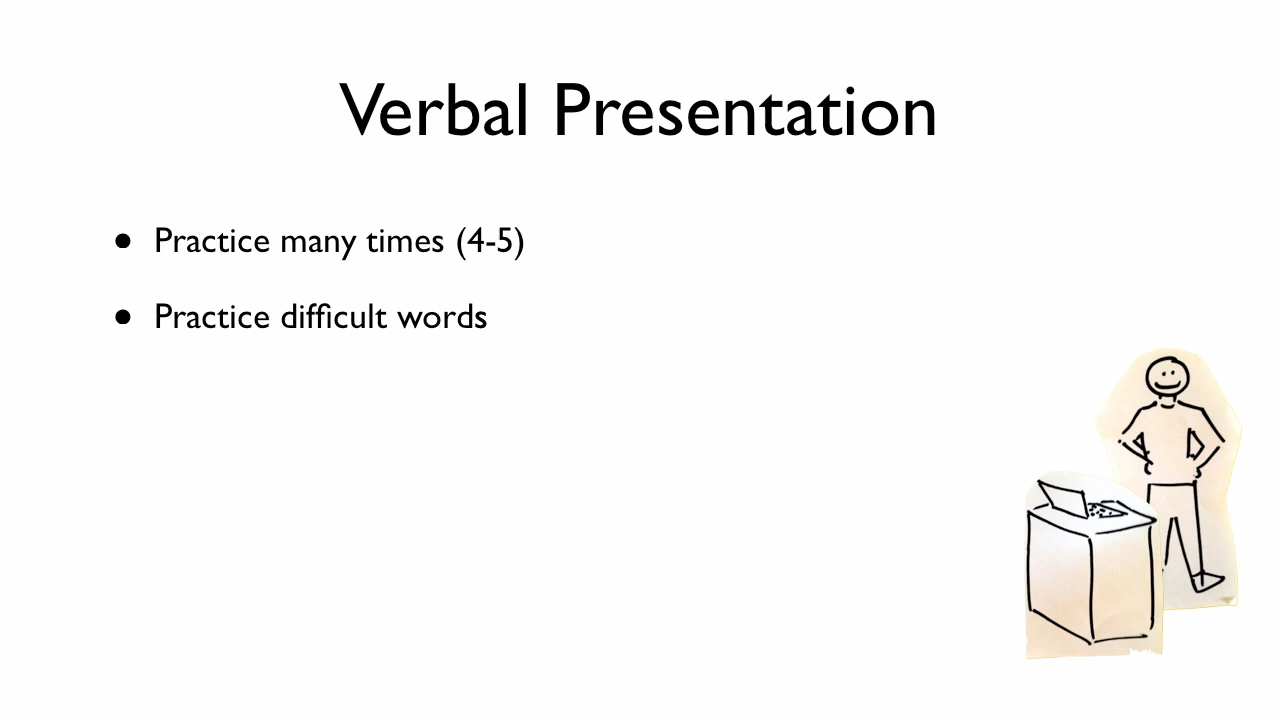 Verbal Presentation
• Practice many times (4-5)
• Practice difficult words